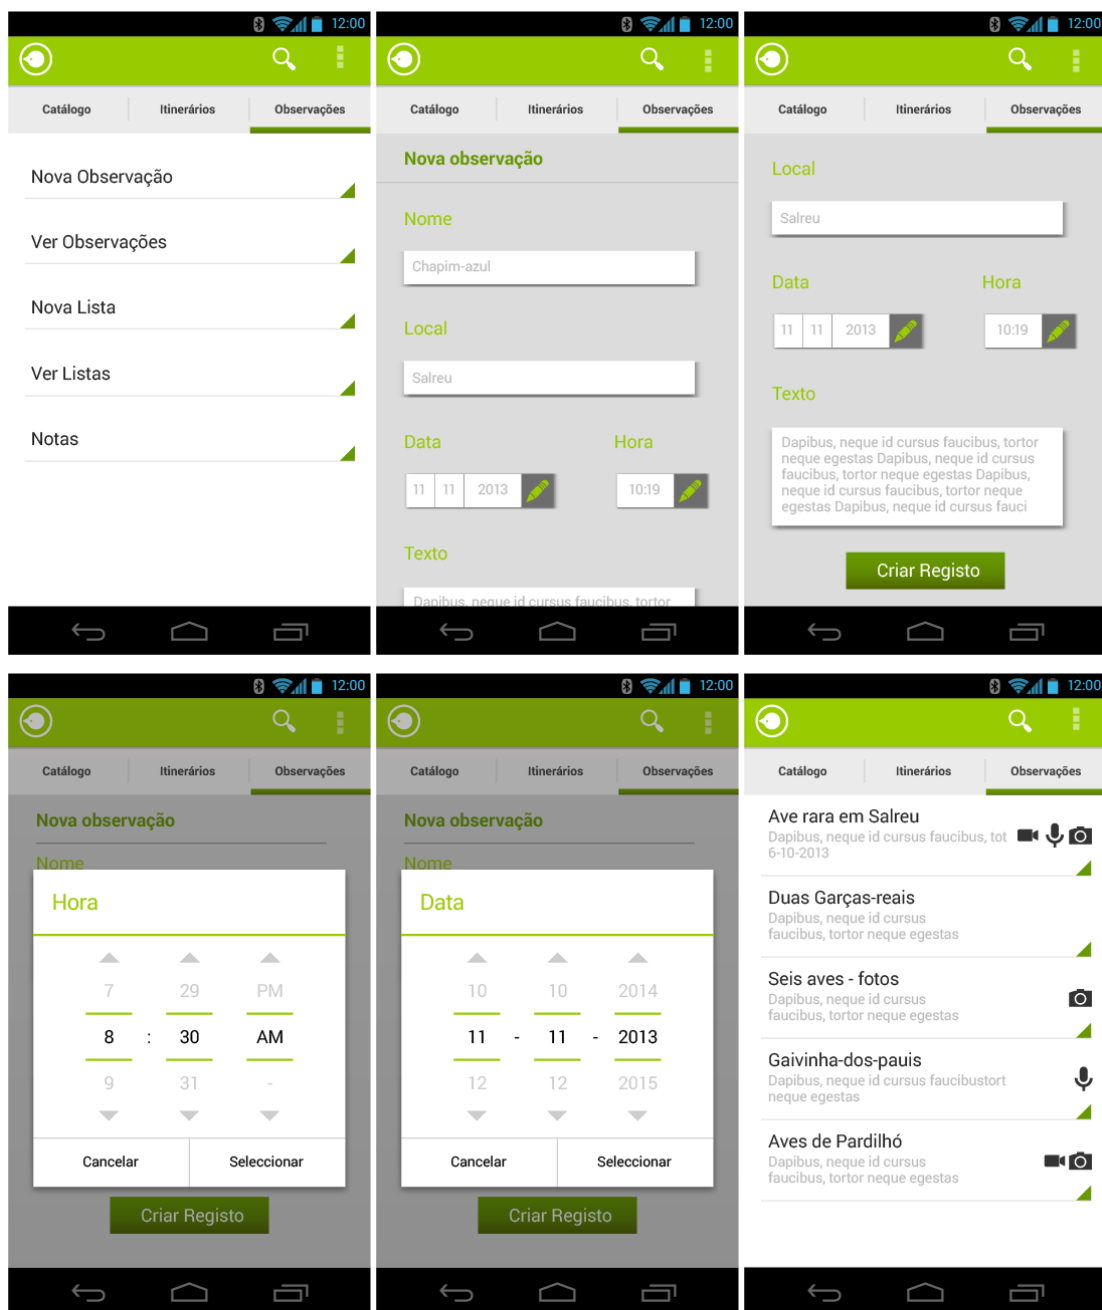 12:00
Catálogo Itinerários Observações
Nova Observação
Ver Observações
Nova Lista
Ver Listas
Notas
12:00
Catálogo Itinerários Observações
Nova observação
Nome
Chapim-azul
Local
Salreu
Data Hora
11 11 2013 10:19
Texto
Dapibus, neque id cursus faucibus, tortor
12:00
Catálogo Itinerários Observações
Local
Salreu
Data Hora
11 11 2013 10:19
Texto
Dapibus, neque id cursus faucibus, tortor
neque egestas Dapibus, neque id cursus
faucibus, tortor neque egestas Dapibus,
neque id cursus faucibus, tortor neque
egestas Dapibus, neque id cursus fauci
Criar Registo
12:00
Catálogo Itinerários Observações
Nova observação
Nome
Hora
7 29 PM
8 : 30 AM
9 31 -
Cancelar Seleccionar
Criar Registo
12:00
Catálogo Itinerários Observações
Nova observação
Nome
Data
10 10 2014
11 - 11 - 2013
12 12 2015
Cancelar Seleccionar
Criar Registo
12:00
Catálogo Itinerários Observações
Ave rara em Salreu
Dapibus, neque id cursus faucibus, tot
6-10-2013
Duas Garças-reais
Dapibus, neque id cursus
faucibus, tortor neque egestas
Seis aves - fotos
Dapibus, neque id cursus
faucibus, tortor neque egestas
Gaivinha-dos-pauis
Dapibus, neque id cursus faucibustort
neque egestas
Aves de Pardilhó
Dapibus, neque id cursus
faucibus, tortor neque egestas